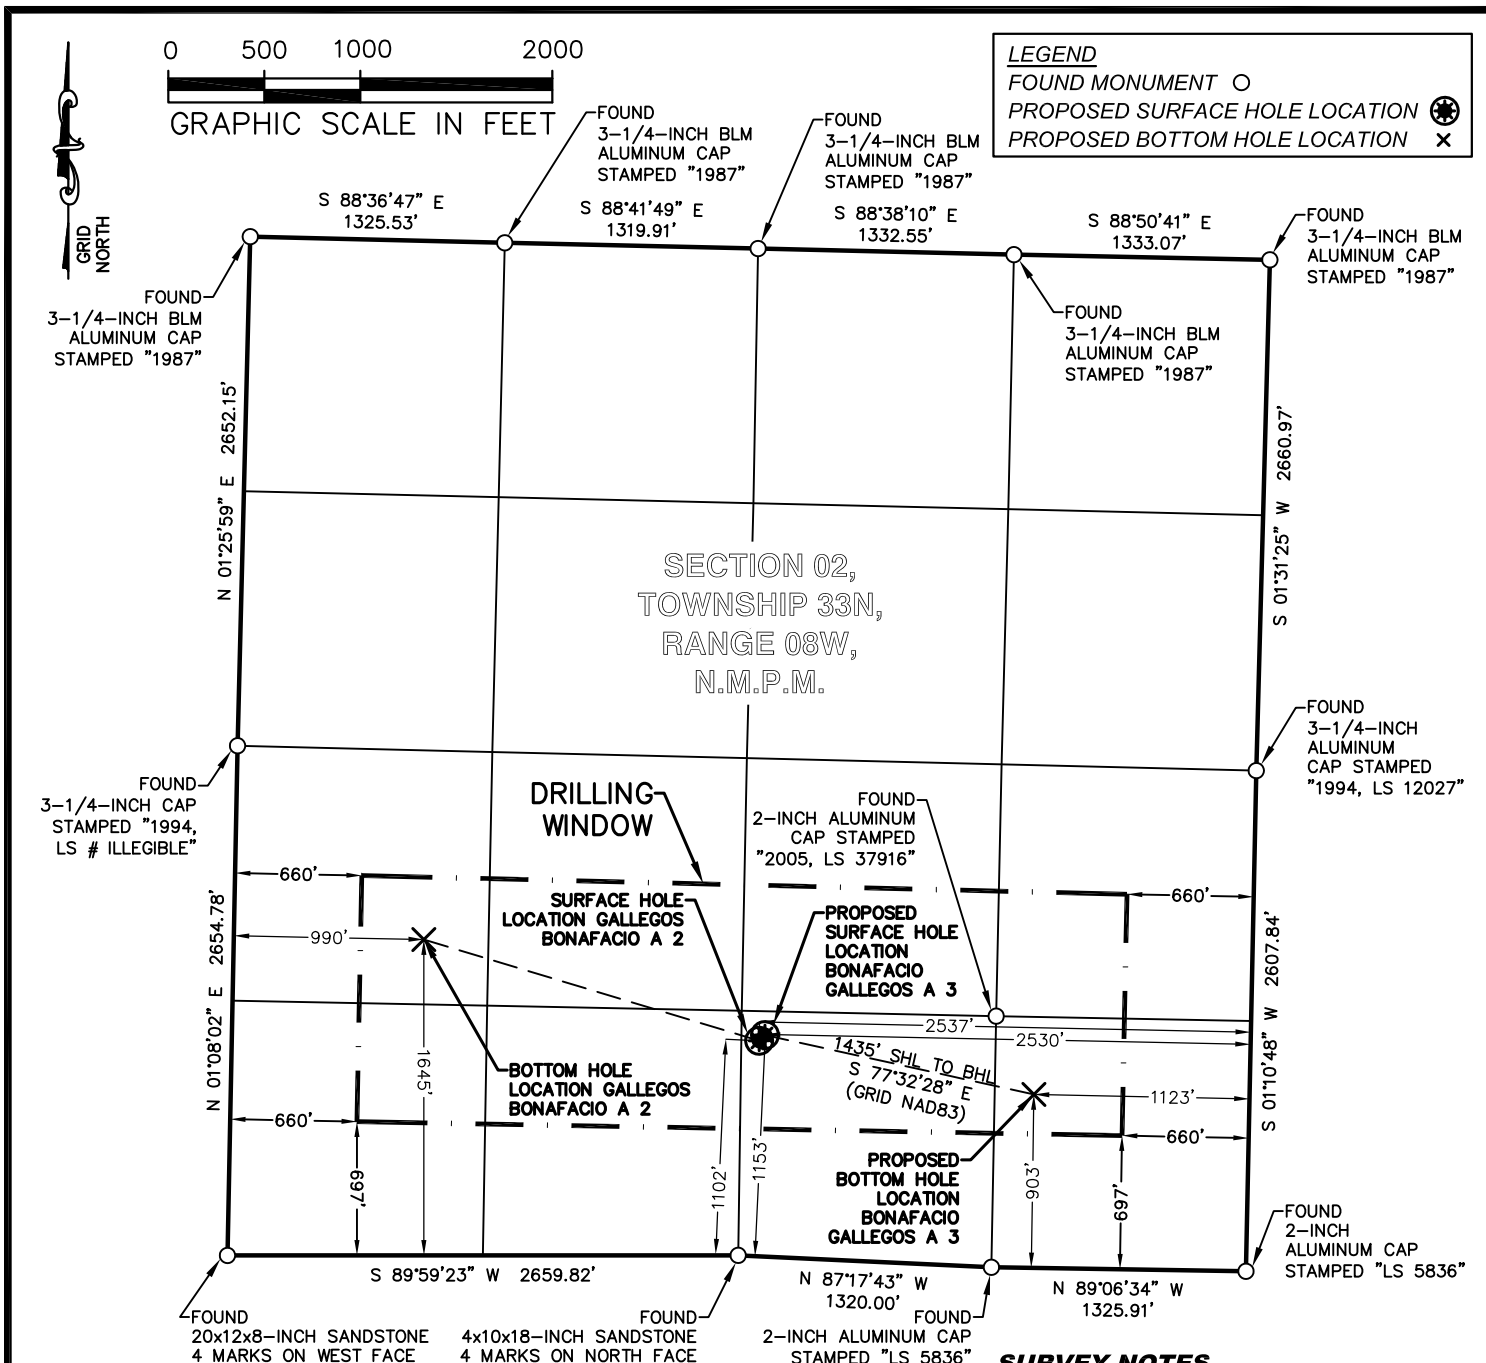 0 500 1000 2000
GRAPHIC SCALE IN FEET
GRID
NORTH
LEGEND
FOUND MONUMENT
PROPOSED SURFACE HOLE LOCATION
PROPOSED BOTTOM HOLE LOCATION
FOUND
3-1/4-INCH BLM
ALUMINUM CAP
STAMPED "1987"
FOUND
3-1/4-INCH BLM
ALUMINUM CAP
STAMPED "1987"
S 88°36'47" E
1325.53'
S 88°41'49" E
1319.91'
S 88°38'10" E
1332.55'
S 88°50'41" E
1333.07'
FOUND
3-1/4-INCH BLM
ALUMINUM CAP
STAMPED "1987"
FOUND
3-1/4-INCH BLM
ALUMINUM CAP
STAMPED "1987"
FOUND
3-1/4-INCH BLM
ALUMINUM CAP
STAMPED "1987"
N 01°25'59" E 2652.15'
S 01°31'25" W 2660.97'
SECTION 02,
TOWNSHIP 33N,
RANGE 08W,
N.M.P.M.
FOUND
3-1/4-INCH CAP
STAMPED "1994,
LS # ILLEGIBLE"
DRILLING
WINDOW
FOUND
2-INCH ALUMINUM
CAP STAMPED
"2005, LS 37916"
FOUND
3-1/4-INCH
ALUMINUM
CAP STAMPED
"1994, LS 12027"
660'
660'
SURFACE HOLE
LOCATION GALLEGOS
BONAFACIO A 2
PROPOSED
SURFACE HOLE
LOCATION
BONAFACIO
GALLEGOS A 3
990'
N 01°08'02" E 2654.78'
S 01°10'48" W 2607.84'
2537'
2530'
1435' SHL TO BHL
S 77°32'28" E
(GRID NAD83)
BOTTOM HOLE
LOCATION GALLEGOS
BONAFACIO A 2
1645'
1123'
660'
660'
697'
1102'
1153'
903'
697'
PROPOSED
BOTTOM HOLE
LOCATION
BONAFACIO
GALLEGOS A 3
FOUND
2-INCH
ALUMINUM CAP
STAMPED "LS 5836"
S 89°59'23" W 2659.82'
N 87°17'43" W
1320.00'
N 89°06'34" W
1325.91'
FOUND
20x12x8-INCH SANDSTONE
4 MARKS ON WEST FACE
FOUND
4x10x18-INCH SANDSTONE
4 MARKS ON NORTH FACE
FOUND
2-INCH ALUMINUM CAP
STAMPED "LS 5836"
SURVEY NOTES